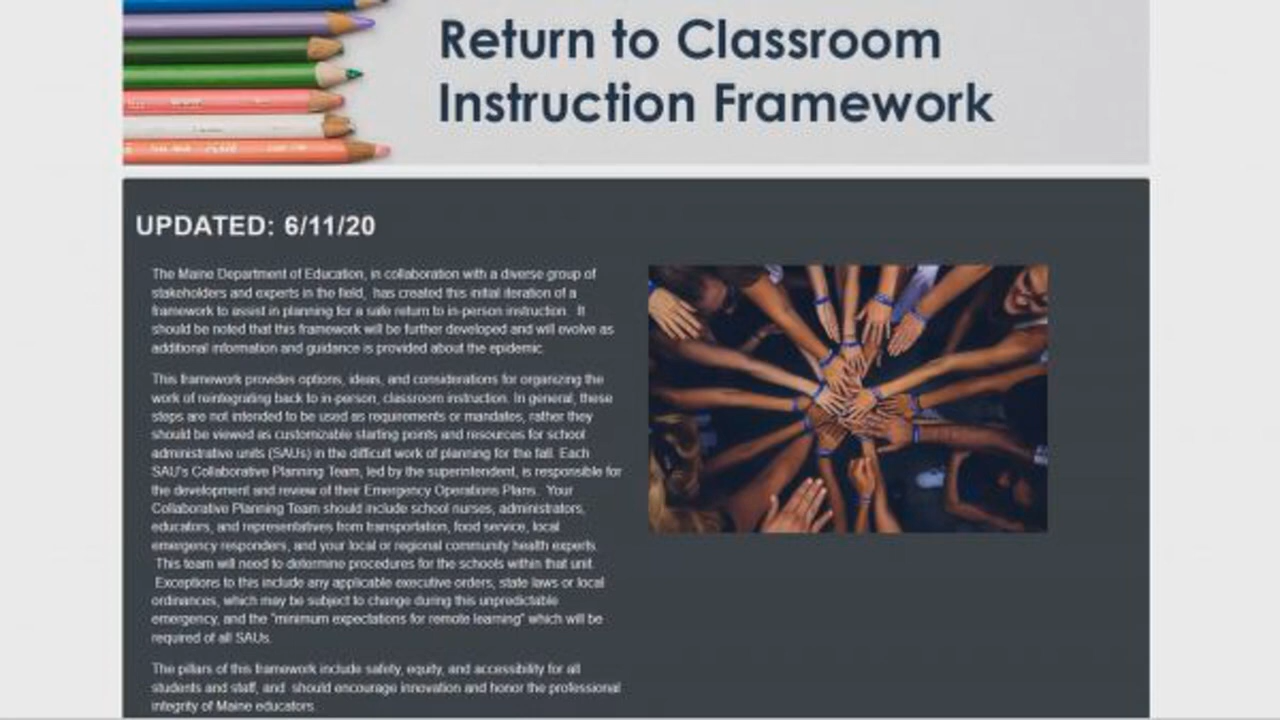 Return to Classroom
Instruction Framework
UPDATED: 6/11/20
The Maine Department of Education, in collaboration with a diverse group of
stakeholders and experts in the field, has created this initial iteration of a
framework to assist in planning for a safe return to in-person instruction. It
should be noted that this framework will be further developed and will evolve as
additional information and guidance is provided about the epidemic.
This framework provides options, ideas, and considerations for organizing the
work of reintegrating back to in-person, classroom instruction. In general, these
steps are not intended to be used as requirements or mandates, rather they
should be viewed as customizable starting points and resources for school
administrative units (SAUs) in the difficult work of planning for the fall. Each
SAU's Collaborative Planning Team, led by the superintendent, is responsible for
the development and review of their Emergency Operations Plans. Your
Collaborative Planning Team should include school nurses, administrators,
educators, and representatives from transportation, food service, local
emergency responders, and your local or regional community health experts.
This team will need to determine procedures for the schools within that unit.
Exceptions to this include any applicable executive orders, state laws or local
ordinances, which may be subject to change during this unpredictable
emergency, and the "minimum expectations for remote learning" which will be
required of all SAUs.
The pillars of this framework include safety, equity, and accessibility for all
students and staff, and should encourage innovation and honor the professional
integrity of Maine educators.